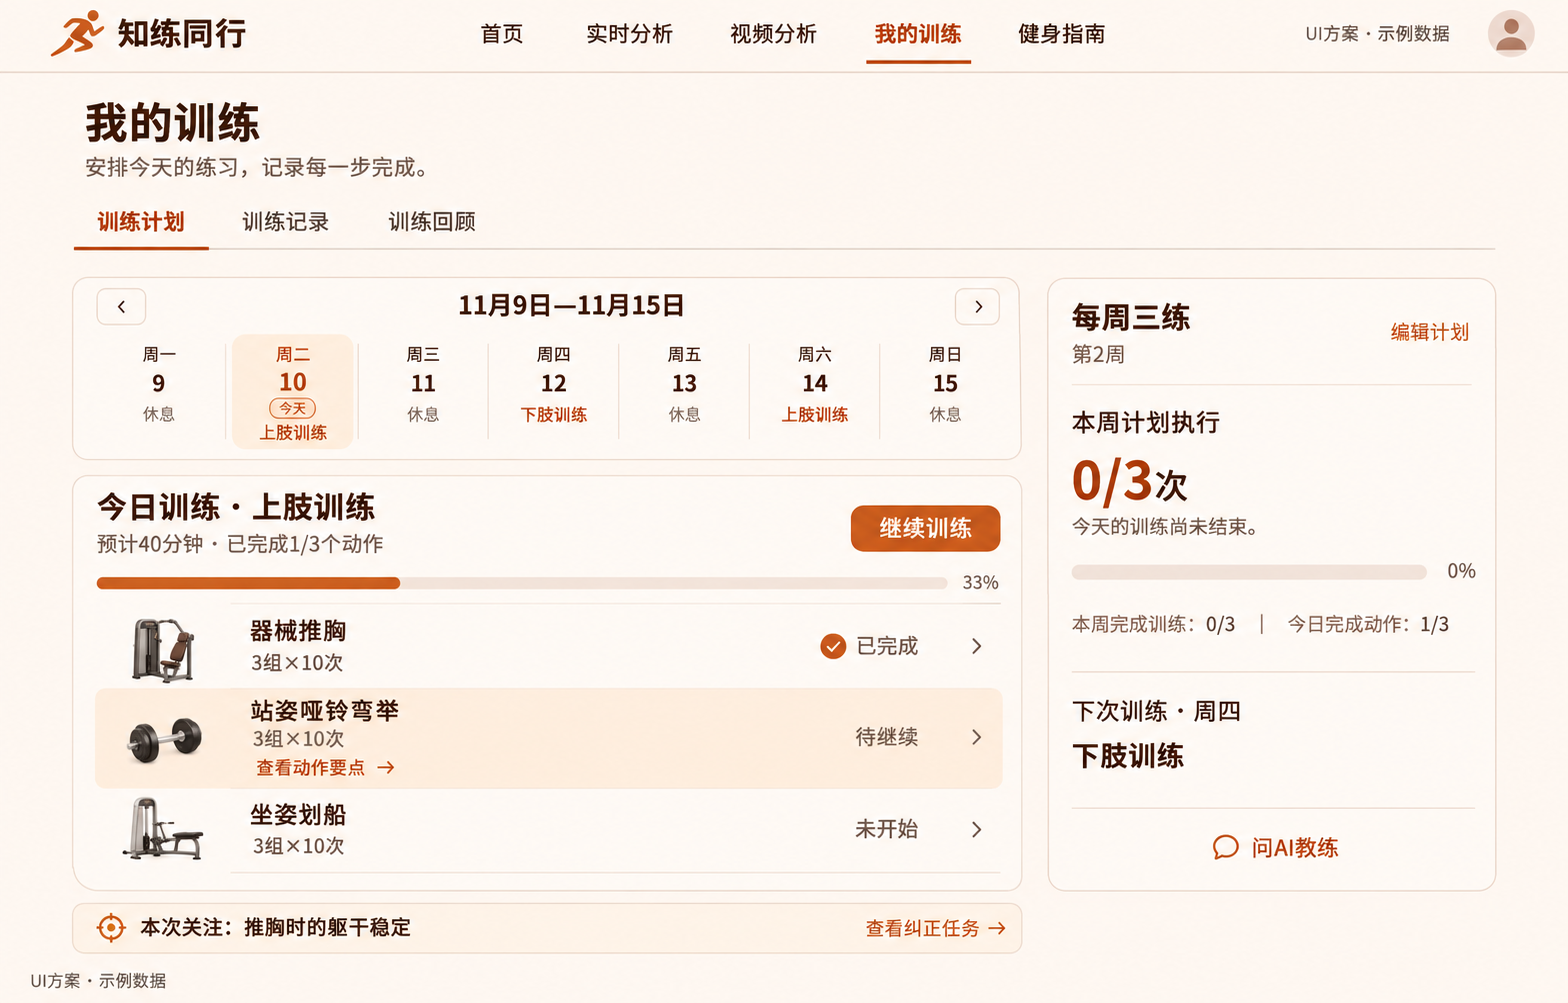 知练同行
首页
实时分析
视频分析
我的训练
健身指南
UI方案·示例数据
我的训练
安排今天的练习，记录每一步完成。
训练计划
训练记录
训练回顾
11月9日—11月15日
周一
9
休息
周二
10
今天
上肢训练
周三
11
休息
周四
12
下肢训练
周五
13
休息
周六
14
上肢训练
周日
15
休息
今日训练·上肢训练
预计40分钟·已完成1/3个动作
继续训练
33%
器械推胸
3组×10次
已完成
站姿哑铃弯举
3组×10次
查看动作要点 →
待继续
坐姿划船
3组×10次
未开始
本次关注：推胸时的躯干稳定
查看纠正任务 →
每周三练
第2周
编辑计划
本周计划执行
0/3次
今天的训练尚未结束。
0%
本周完成训练：0/3 | 今日完成动作：1/3
下次训练·周四
下肢训练
问AI教练
UI方案·示例数据